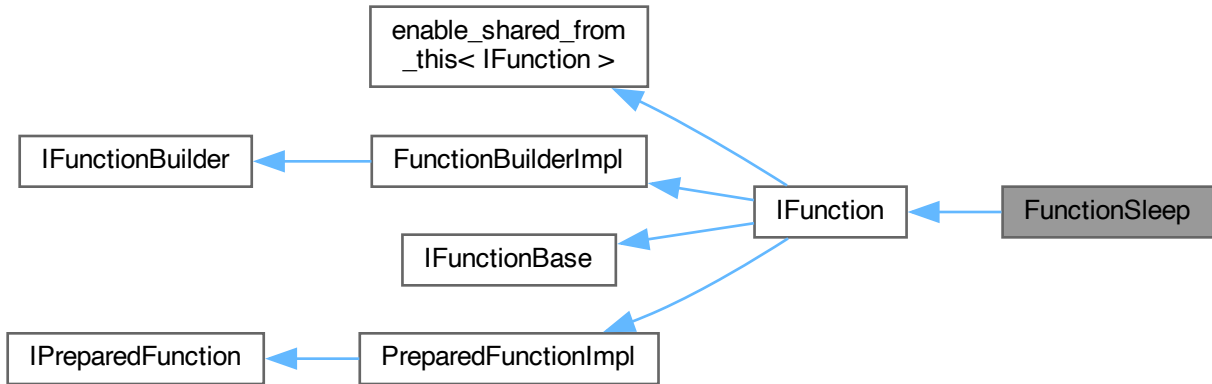 enable_shared_from
_this< IFunction >
IFunctionBuilder
FunctionBuilderImpl
IFunction
FunctionSleep
IFunctionBase
IPreparedFunction
PreparedFunctionImpl